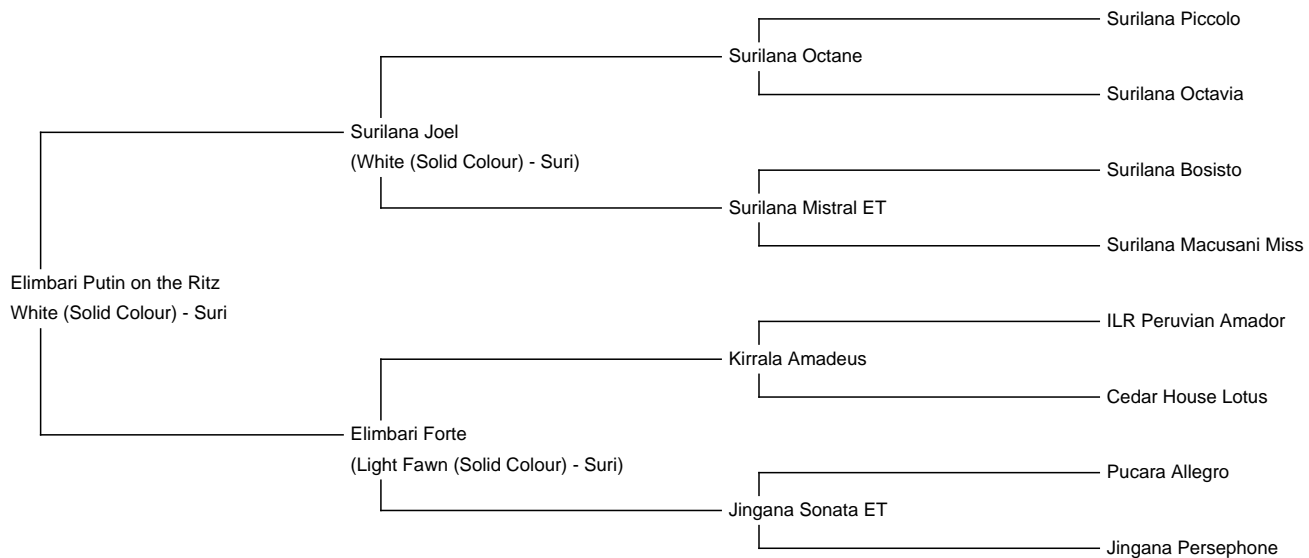 Surilana Piccolo
Surilana Octane
Surilana Octavia
Surilana Joel
(White (Solid Colour) - Suri)
Surilana Bosisto
Surilana Mistral ET
Surilana Macusani Miss
Elimbari Putin on the Ritz
White (Solid Colour) - Suri
ILR Peruvian Amador
Kirrala Amadeus
Cedar House Lotus
Elimbari Forte
(Light Fawn (Solid Colour) - Suri)
Pucara Allegro
Jingana Sonata ET
Jingana Persephone